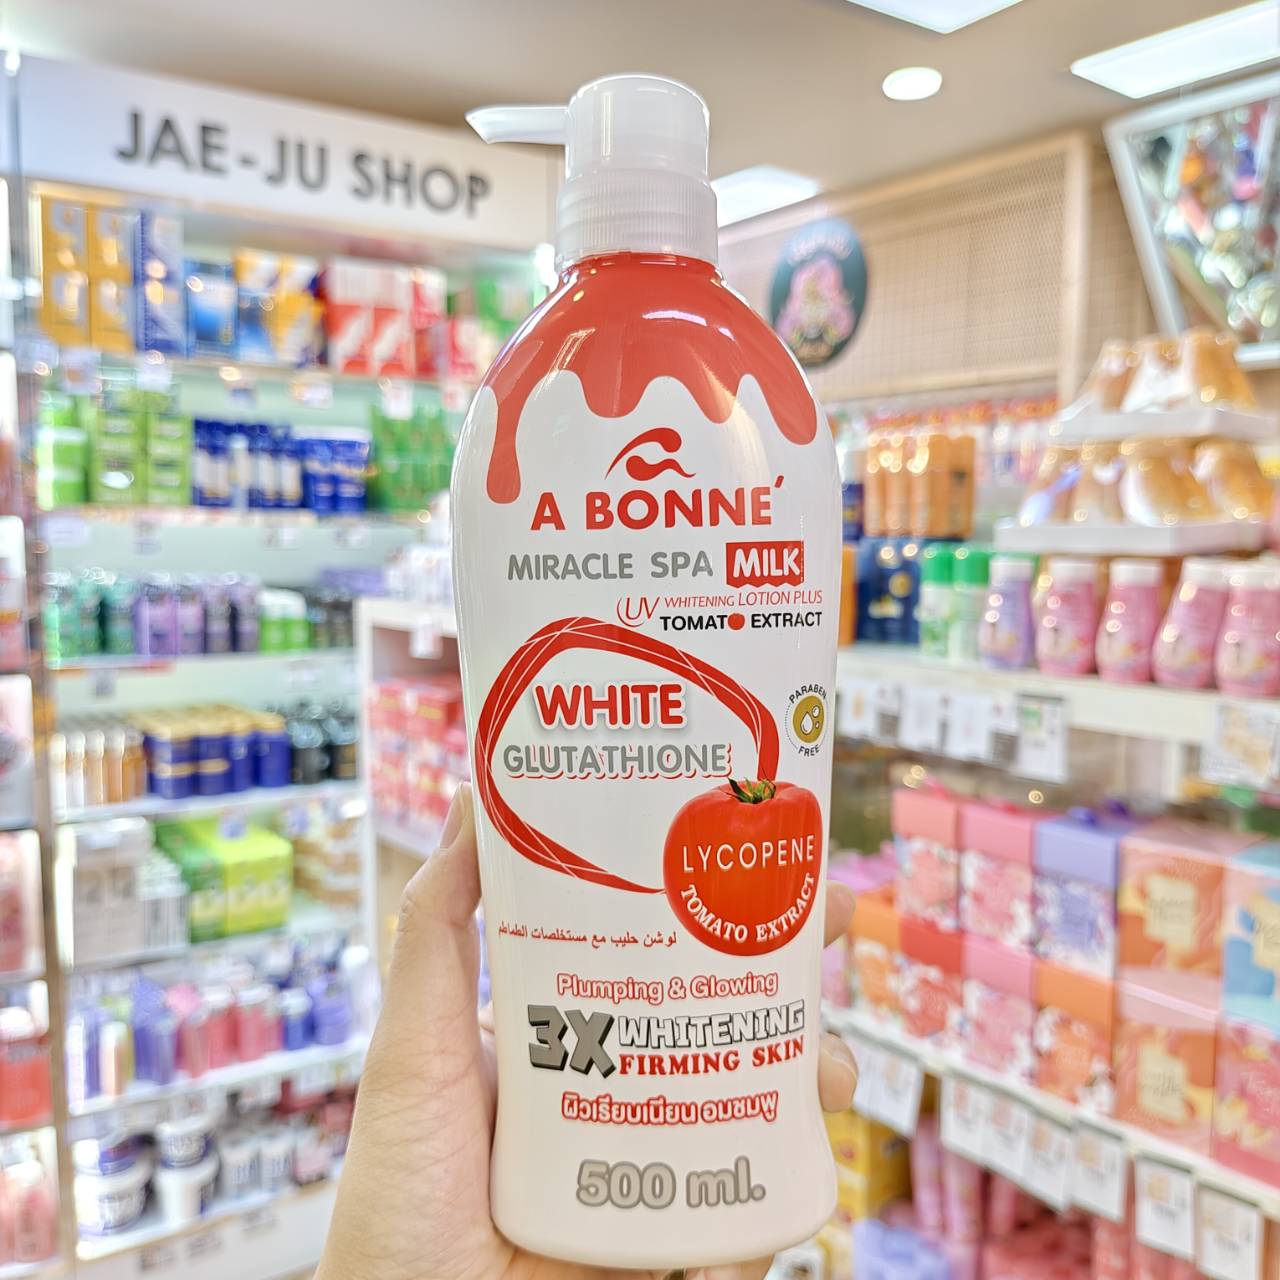 JAE-JU SHOP
A BONNE´
MIRACLE SPA MILK
UV WHITENING LOTION PLUS
TOMATO EXTRACT
WHITE
GLUTATHIONE
PARABEN
FREE
LYCOPENE
TOMATO EXTRACT
لوشن حليب مع مستخلصات الطماطم
Plumping & Glowing
3X WHITENING
FIRMING SKIN
ผิวเรียบเนียน อมชมพู
500 ml.